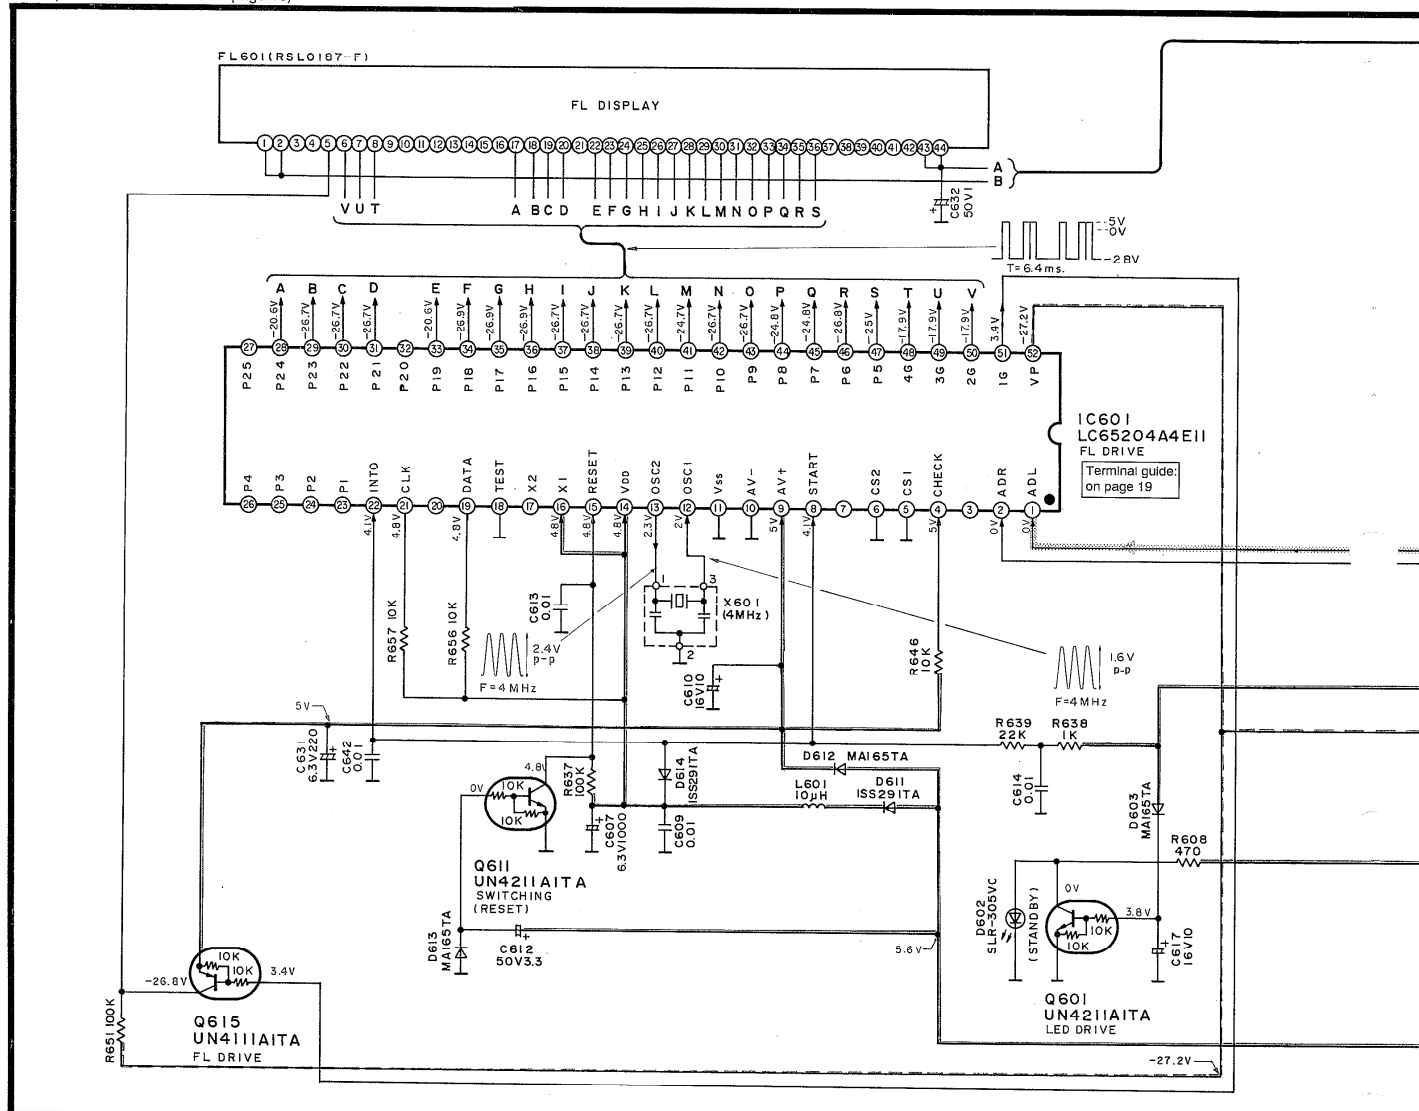 FL601(RSL0187-F)
FL DISPLAY
1 2 3 4 5 6 7 8 9 10 11 12 13 14 15 16 17 18 19 20 21 22 23 24 25 26 27 28 29 30 31 32 33 34 35 36 37 38 39 40 41 42 43 44
A
B
V U T A B C D E F G H I J K L M N O P Q R S
C632
50V1
5V
0V
-28V
T=6.4ms.
A B C D E F G H I J K L M N O P Q R S T U V
-20.6V -26.7V -26.7V -26.7V -20.6V -26.9V -26.9V -26.9V -26.7V -26.7V -26.7V -26.7V -24.7V -26.7V -26.7V -24.8V -24.8V -26.8V -25V -17.9V -17.9V -17.9V 3.4V -27.2V
27 28 29 30 31 32 33 34 35 36 37 38 39 40 41 42 43 44 45 46 47 48 49 50 51 52
P25 P24 P23 P22 P21 P20 P19 P18 P17 P16 P15 P14 P13 P12 P11 P10 P9 P8 P7 P6 P5 4G 3G 2G 1G VP
IC601
LC65204A4E11
FL DRIVE
Terminal guide:
on page 19
P4 P3 P2 P1 INT0 CLK DATA TEST X2 X1 RESET VDD OSC2 OSC1 Vss AV- AV+ START CS2 CS1 CHECK ADR ADL
26 25 24 23 22 21 20 19 18 17 16 15 14 13 12 11 10 9 8 7 6 5 4 3 2 1
4.1V 4.8V 4.8V 4.8V 4.8V 4.8V 2.3V 2V 5V 4.1V 5V 0V 0V
R657 10K
R656 10K
C613
0.01
1 3
X601
(4MHz)
2
2.4V
p-p
F=4MHz
C610
16V10
R646
10K
1.6V
p-p
F=4MHz
5V
C631
6.3V220
C642
0.01
R639
22K
R638
1K
D612 MA165TA
D614
1SS291TA
4.8V
R637
100K
0V
10K
10K
L601
10µH
D611
1SS291TA
C614
0.01
D603
MA165TA
C607
6.3V1000
C609
0.01
R608
470
Q611
UN4211A1TA
SWITCHING
(RESET)
D602
SLR-305VC
(STANDBY)
0V
3.8V
10K
10K
C617
16V10
D613
MA165TA
C612
50V3.3
5.6V
10K
10K
3.4V
-26.8V
Q601
UN4211A1TA
LED DRIVE
R651 100K
Q615
UN4111A1TA
FL DRIVE
-27.2V